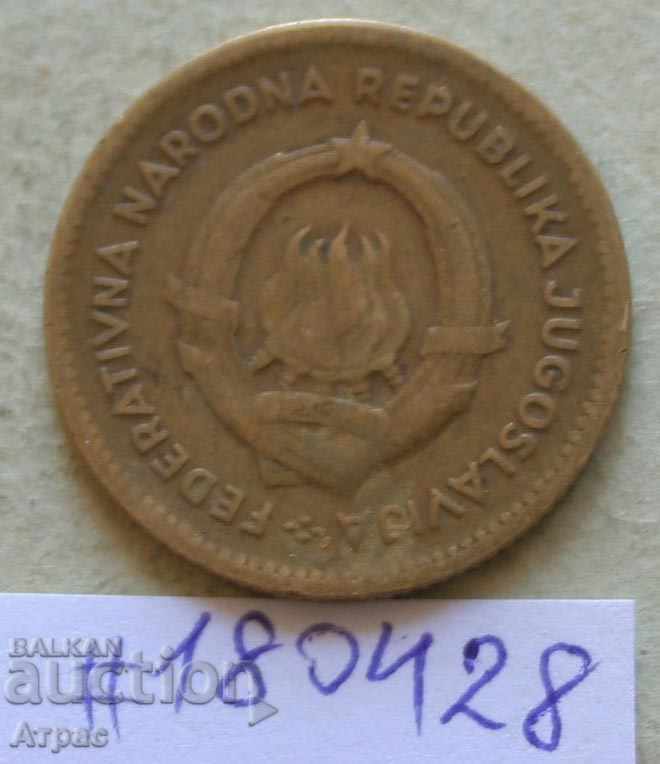 FEDERATIVNA NARODNA REPUBLIKA JUGOSLAVIJA
#180428
BALKAN
auction
Атрас